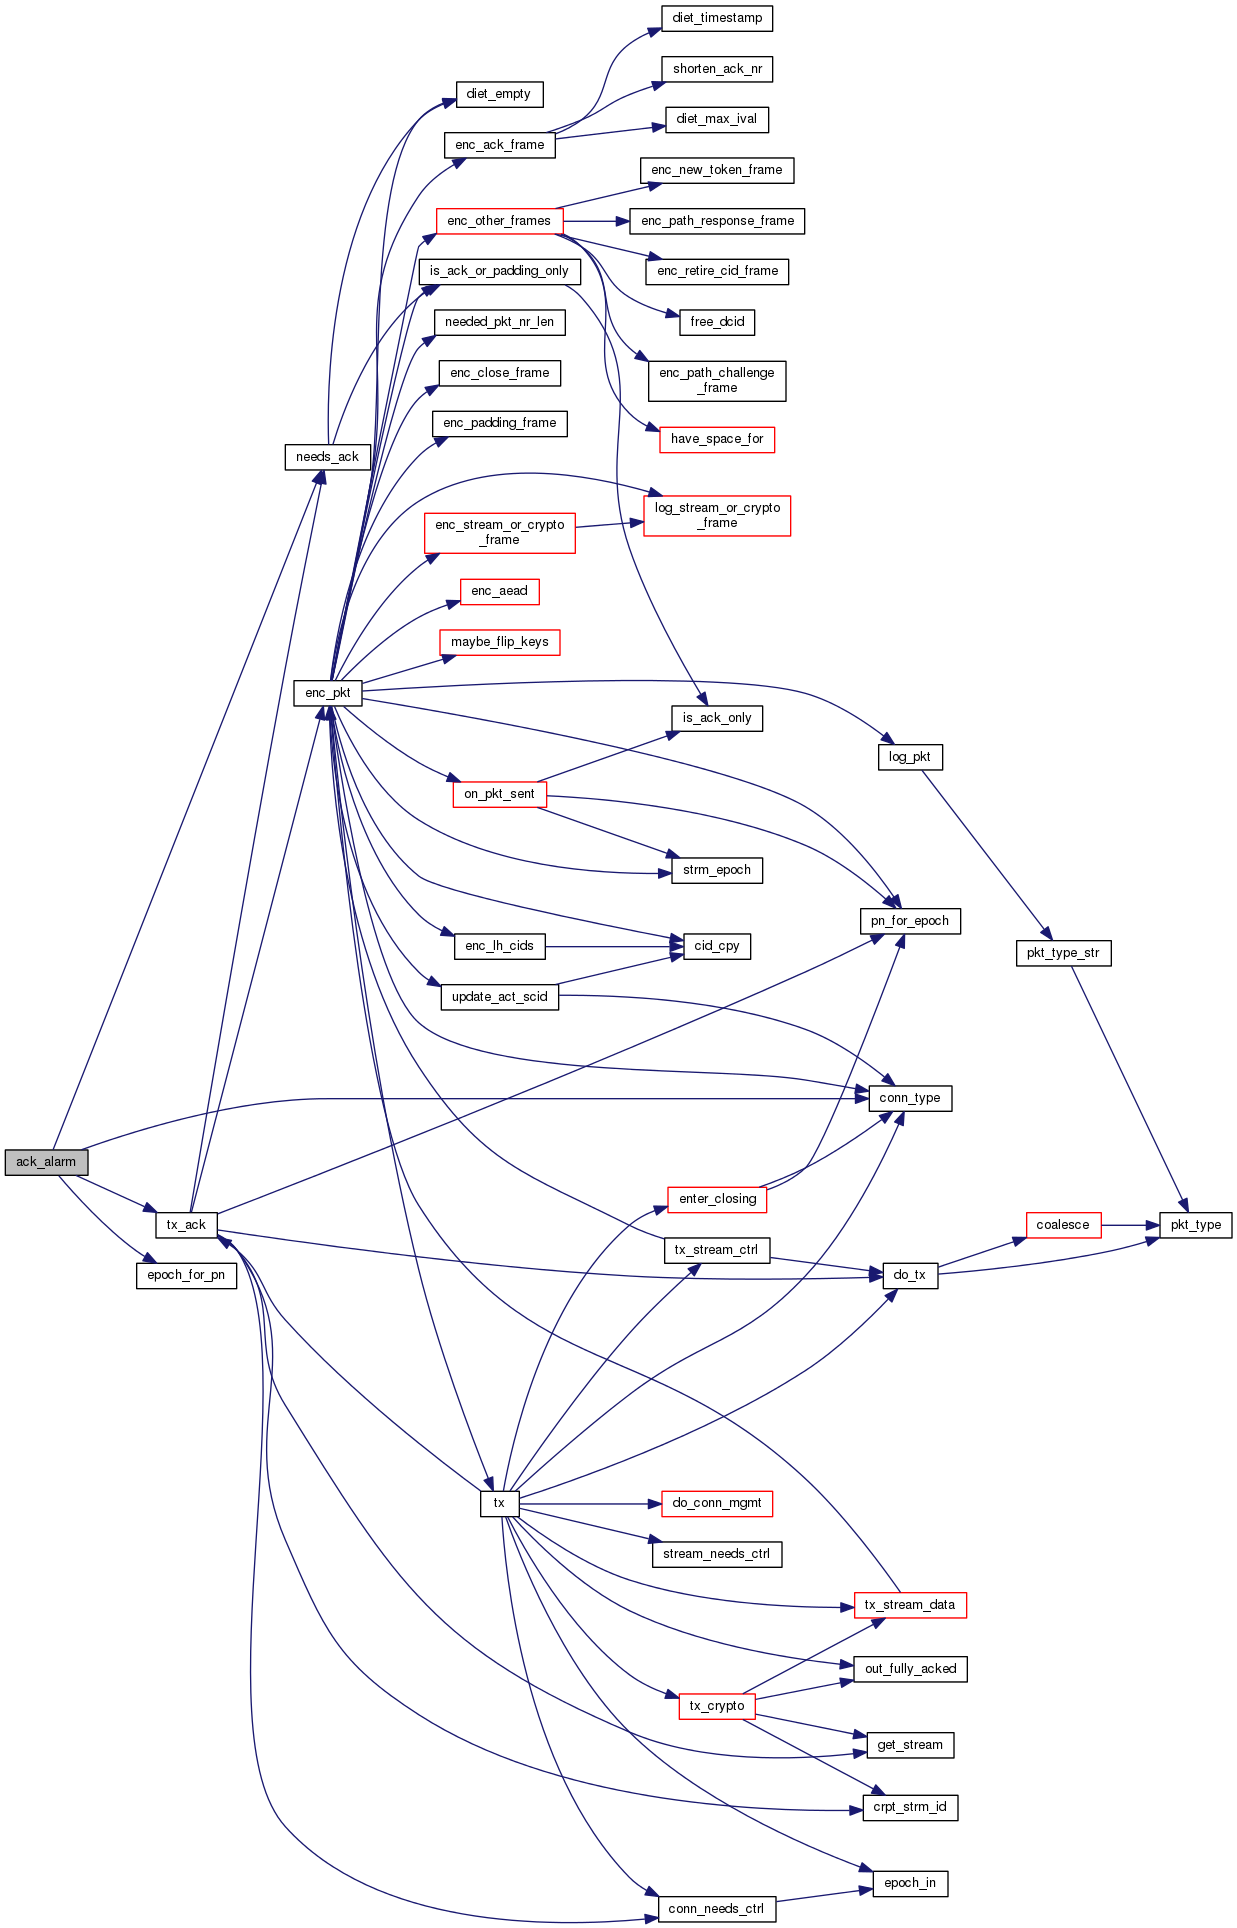 diet_timestamp
shorten_ack_nr
diet_empty
diet_max_ival
enc_ack_frame
enc_new_token_frame
enc_other_frames
enc_path_response_frame
is_ack_or_padding_only
enc_retire_cid_frame
needed_pkt_nr_len
free_dcid
enc_close_frame
enc_path_challenge
_frame
enc_padding_frame
have_space_for
needs_ack
log_stream_or_crypto
_frame
enc_stream_or_crypto
_frame
enc_aead
maybe_flip_keys
enc_pkt
is_ack_only
log_pkt
on_pkt_sent
strm_epoch
pn_for_epoch
enc_lh_cids
cid_cpy
pkt_type_str
update_act_scid
conn_type
ack_alarm
enter_closing
tx_ack
coalesce
pkt_type
tx_stream_ctrl
epoch_for_pn
do_tx
tx
do_conn_mgmt
stream_needs_ctrl
tx_stream_data
out_fully_acked
tx_crypto
get_stream
crpt_strm_id
epoch_in
conn_needs_ctrl